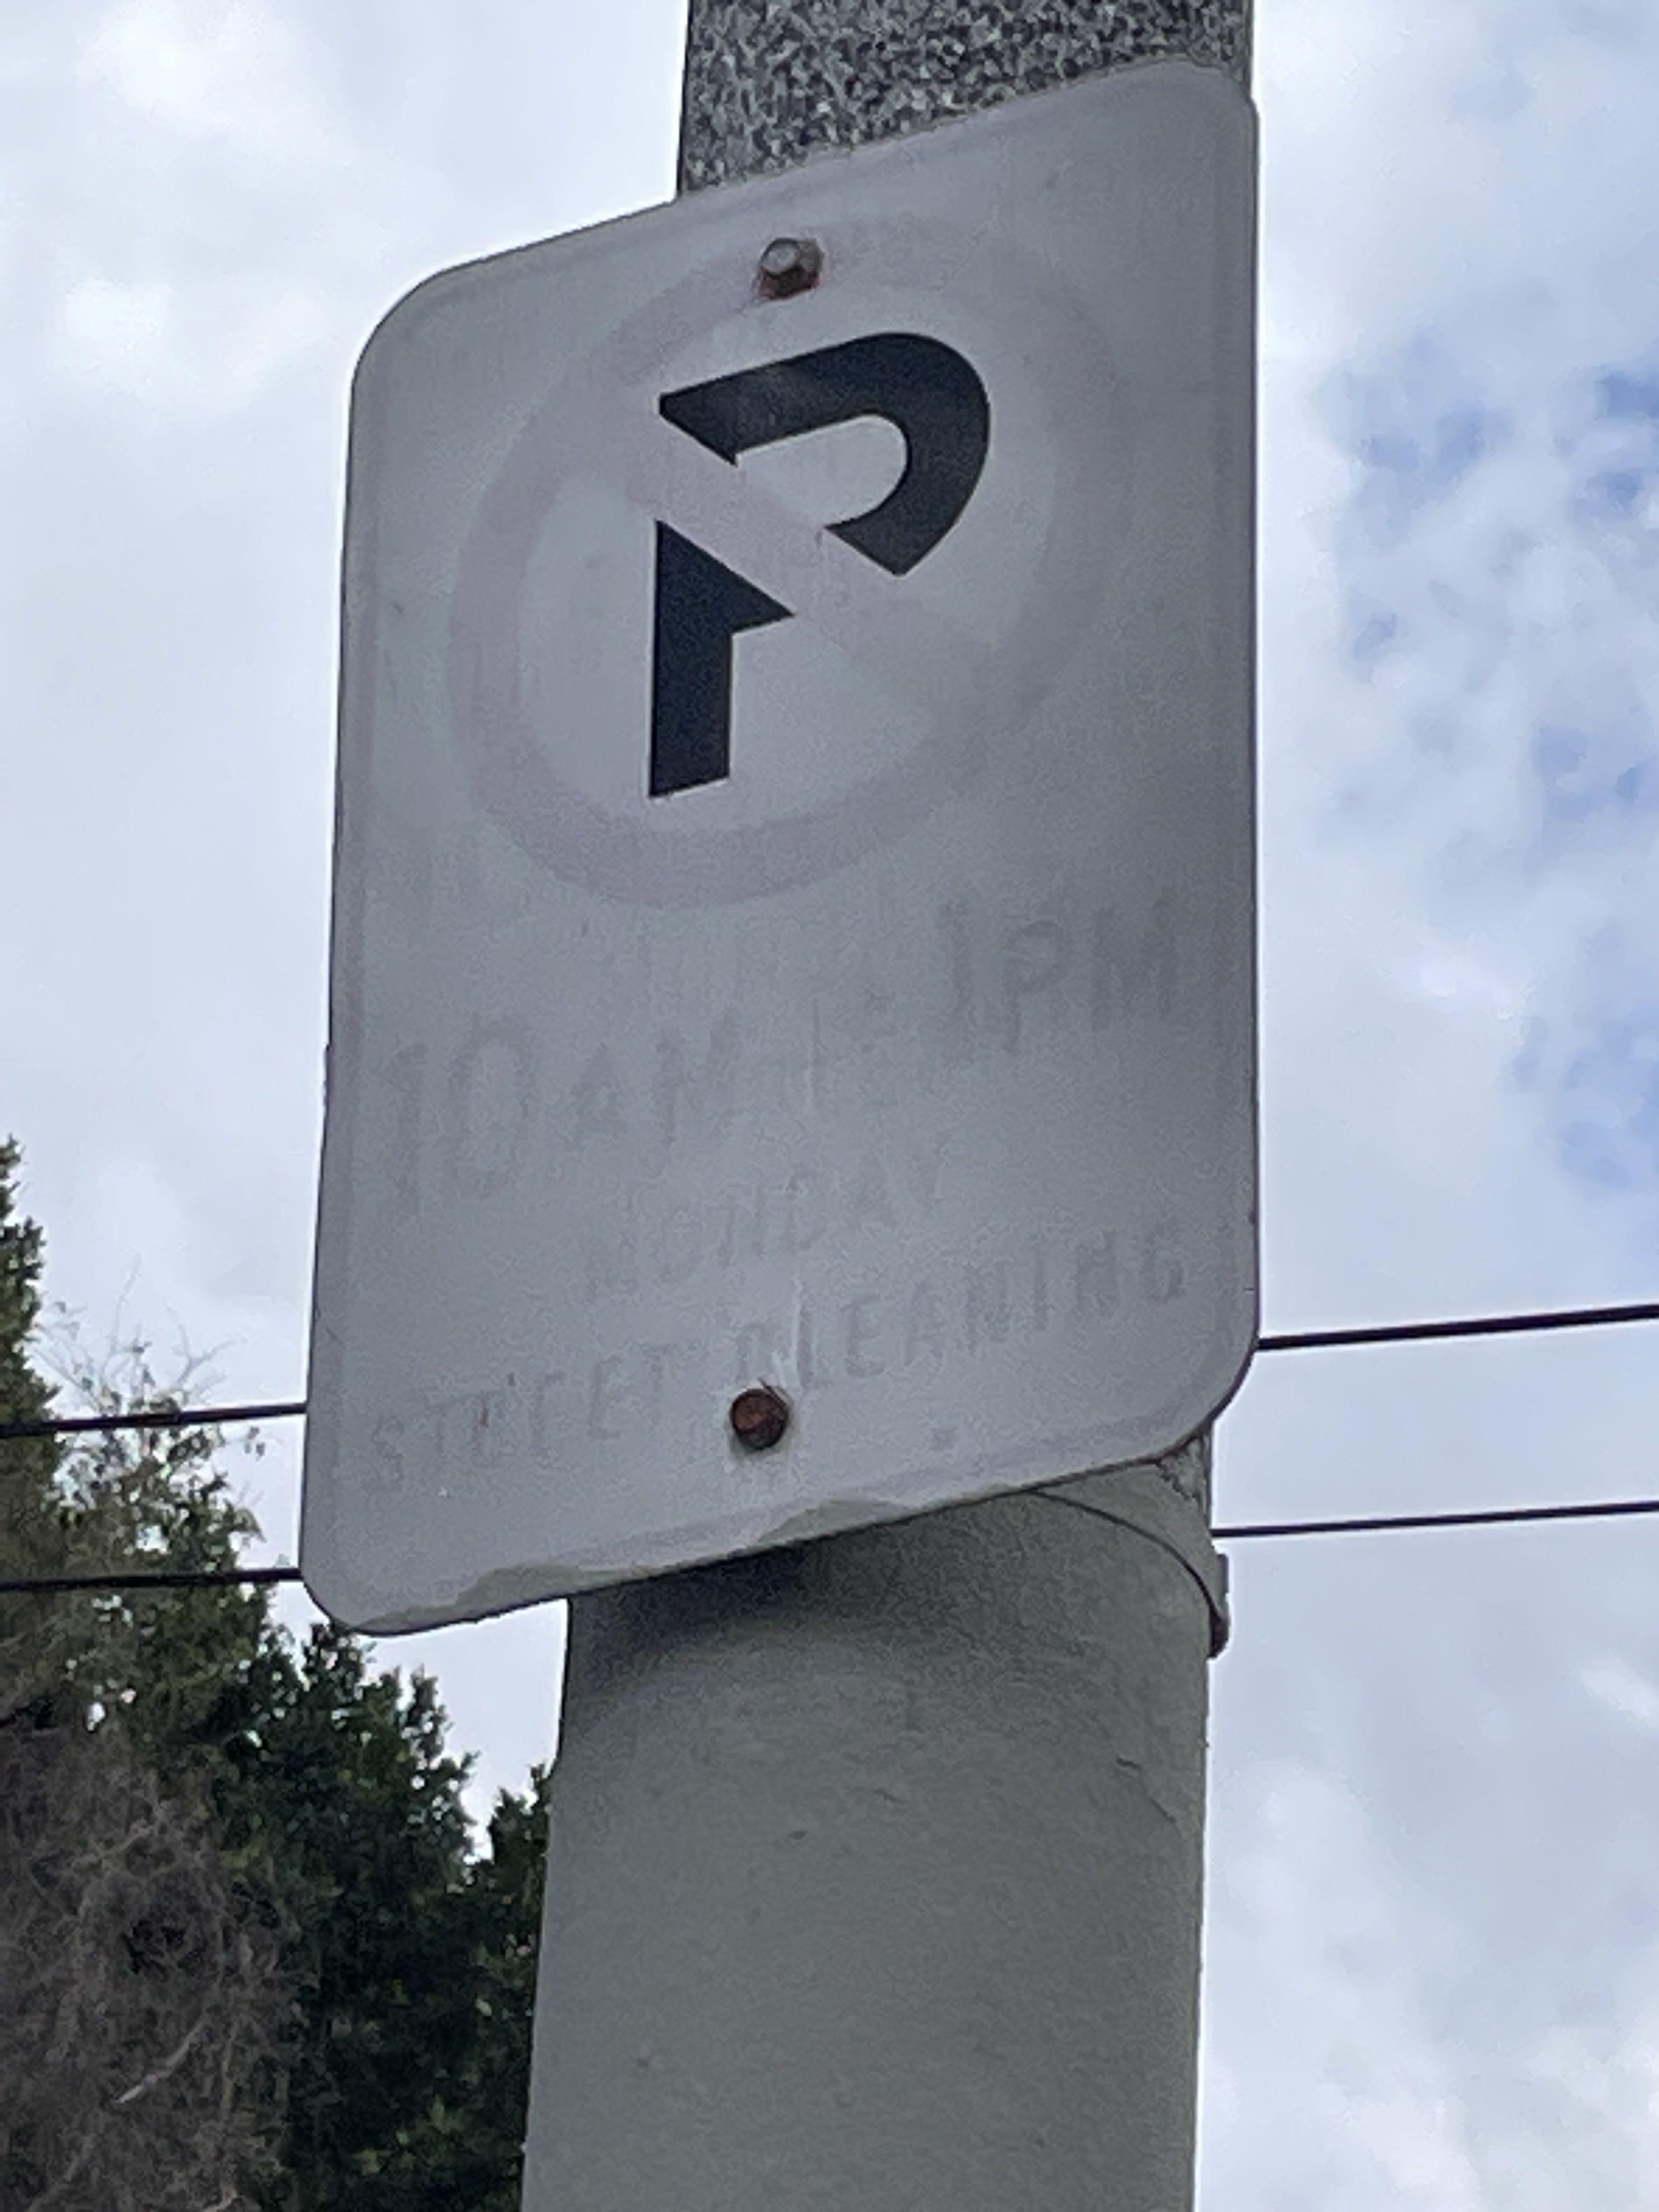 P
10AM - 1PM
MONDAY
STREET CLEANING